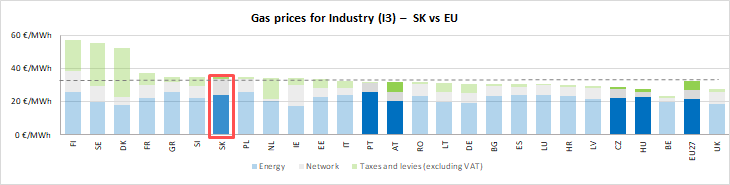 Gas prices for Industry (I3) – SK vs EU
60 €/MWh
40 €/MWh
20 €/MWh
0 €/MWh
FI SE DK FR GR SI SK PL NL IE EE IT PT AT RO LT DE BG ES LU HR LV CZ HU BE EU27 UK
Energy Network Taxes and levies (excluding VAT)